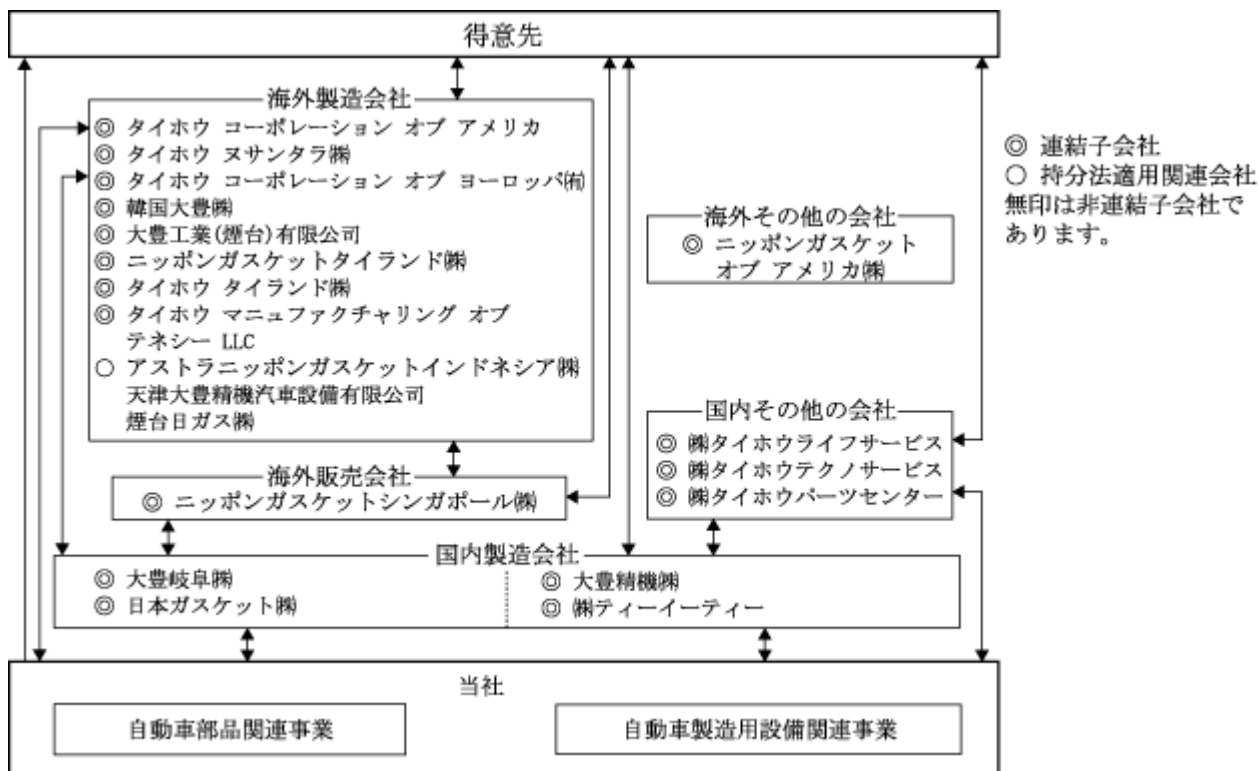 得意先
海外製造会社
◎ タイホウ コーポレーション オブ アメリカ
◎ タイホウ ヌサンタラ㈱
◎ タイホウ コーポレーション オブ ヨーロッパ㈲
◎ 韓国大豊㈱
◎ 大豊工業(煙台)有限公司
◎ ニッポンガスケットタイランド㈱
◎ タイホウ タイランド㈱
◎ タイホウ マニュファクチャリング オブ
テネシー LLC
○ アストラニッポンガスケットインドネシア㈱
天津大豊精機汽車設備有限公司
煙台日ガス㈱
海外その他の会社
◎ ニッポンガスケット
オブ アメリカ㈱
◎ 連結子会社
○ 持分法適用関連会社
無印は非連結子会社で
あります。
国内その他の会社
◎ ㈱タイホウライフサービス
◎ ㈱タイホウテクノサービス
◎ ㈱タイホウパーツセンター
海外販売会社
◎ ニッポンガスケットシンガポール㈱
国内製造会社
◎ 大豊岐阜㈱
◎ 日本ガスケット㈱
◎ 大豊精機㈱
◎ ㈱ティーイーティー
当社
自動車部品関連事業
自動車製造用設備関連事業